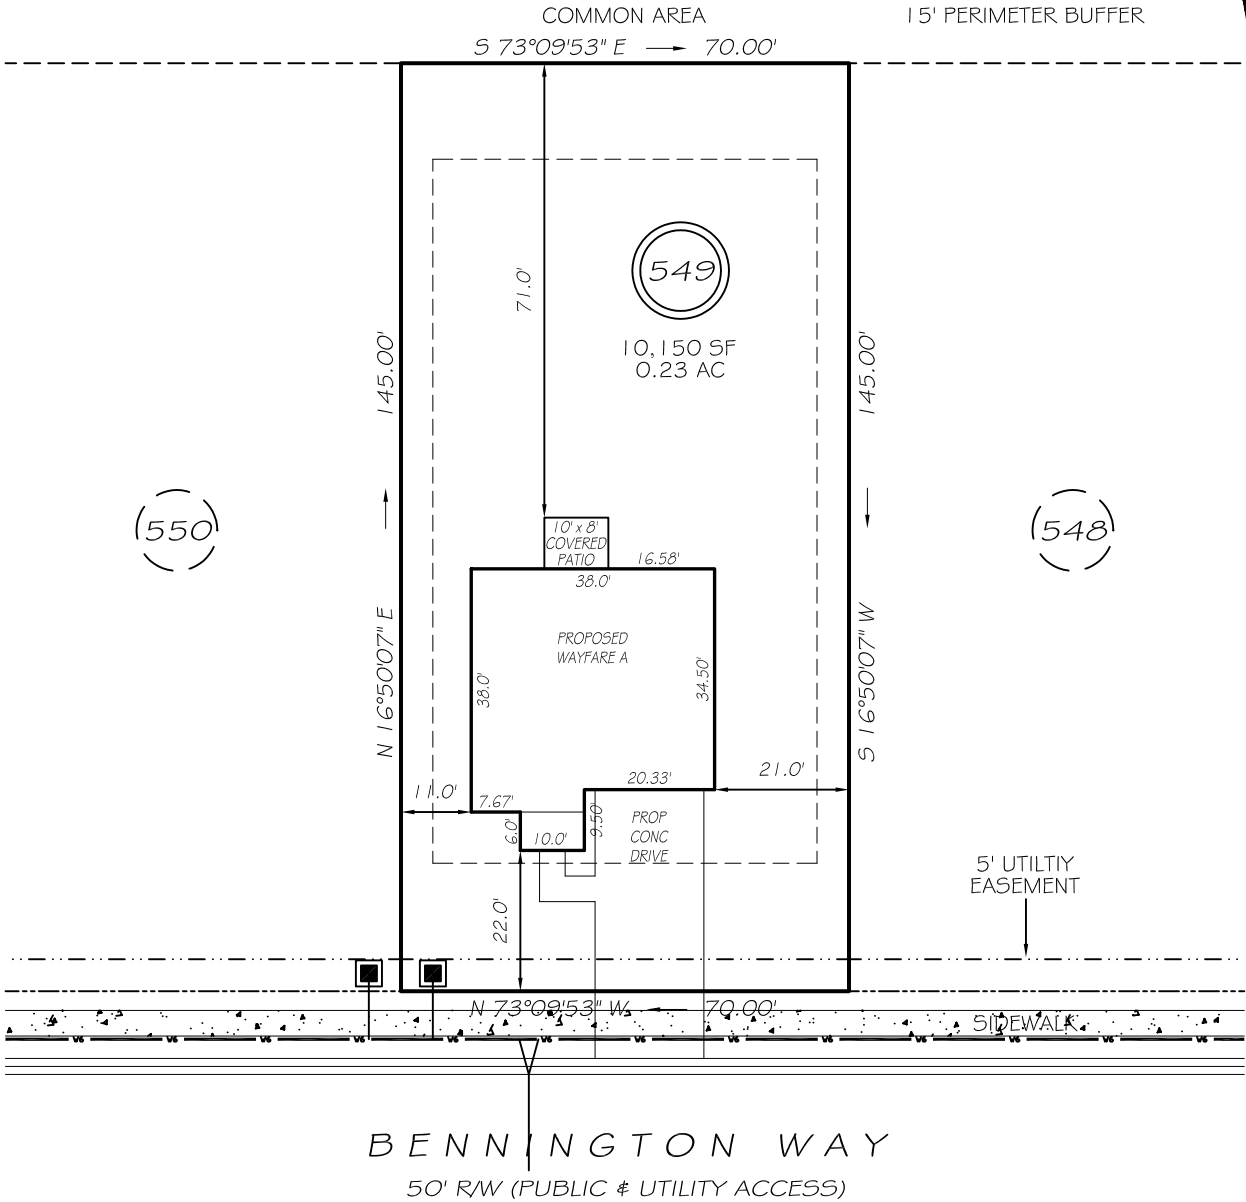 COMMON AREA
15' PERIMETER BUFFER
S 73°09'53" E 70.00'
71.0'
549
10,150 SF
0.23 AC
145.00'
145.00'
550
548
10' x 8'
COVERED
PATIO
16.58'
38.0'
PROPOSED
WAYFARE A
N 16°50'07" E
S 16°50'07" W
38.0'
34.50'
20.33'
21.0'
11.0'
7.67'
6.0'
10.0'
9.50'
PROP
CONC
DRIVE
5' UTILTIY
EASEMENT
22.0'
N 73°09'53" W 70.00'
SIDEWALK
BENNINGTON WAY
50' R/W (PUBLIC & UTILITY ACCESS)